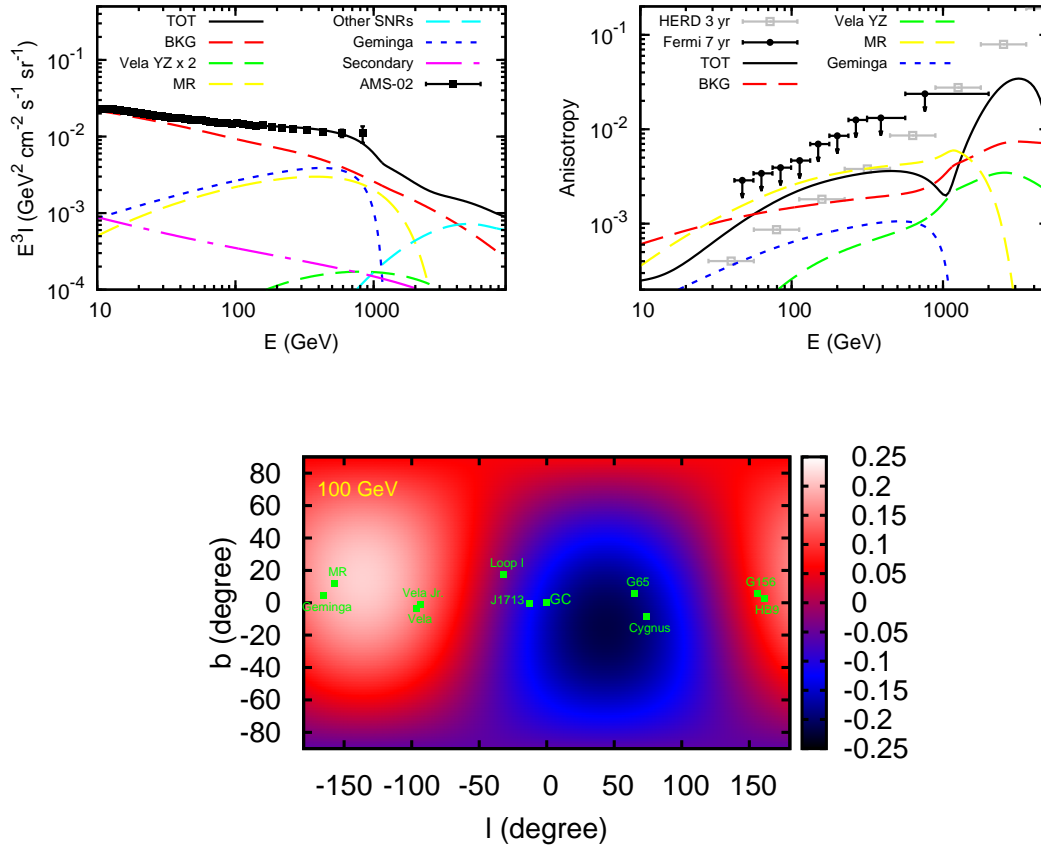 TOT
BKG
Vela YZ x 2
MR
Other SNRs
Geminga
Secondary
AMS-02
10^-1
10^-2
10^-3
10^-4
E^3I (GeV^2 cm^-2 s^-1 sr^-1)
10 100 1000
E (GeV)
HERD 3 yr
Fermi 7 yr
TOT
BKG
Vela YZ
MR
Geminga
10^-1
10^-2
10^-3
Anisotropy
10 100 1000
E (GeV)
100 GeV
MR
Geminga
Vela Jr.
Vela
Loop I
J1713
GC
G65
Cygnus
G156
HB9
80
60
40
20
0
-20
-40
-60
-80
b (degree)
-150 -100 -50 0 50 100 150
l (degree)
0.25
0.2
0.15
0.1
0.05
0
-0.05
-0.1
-0.15
-0.2
-0.25